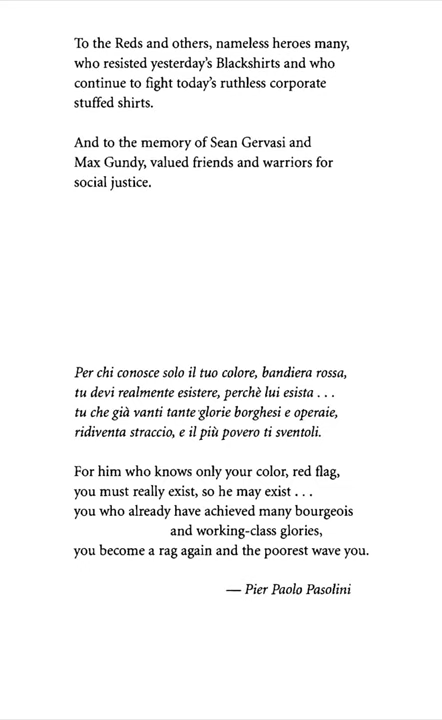 To the Reds and others, nameless heroes many,
who resisted yesterday's Blackshirts and who
continue to fight today's ruthless corporate
stuffed shirts.
And to the memory of Sean Gervasi and
Max Gundy, valued friends and warriors for
social justice.
Per chi conosce solo il tuo colore, bandiera rossa,
tu devi realmente esistere, perchè lui esista . . .
tu che già vanti tante glorie borghesi e operaie,
ridiventa straccio, e il più povero ti sventoli.
For him who knows only your color, red flag,
you must really exist, so he may exist . . .
you who already have achieved many bourgeois
and working-class glories,
you become a rag again and the poorest wave you.
— Pier Paolo Pasolini